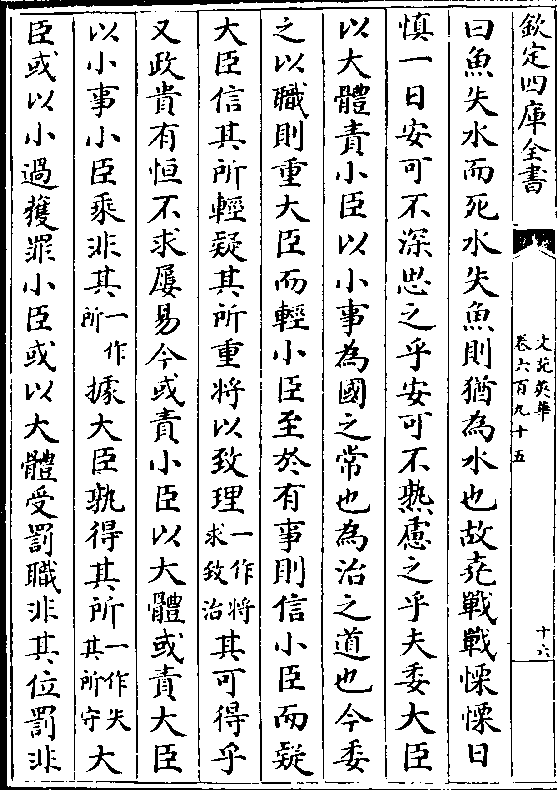 欽定四庫全書
文苑英華
卷六百九十五
十六
曰魚失水而死水失魚則猶為水也故堯戰戰慄慄日
慎一日安可不深思之乎安可不熟慮之乎夫委大臣
以大體責小臣以小事為國之常也為治之道也今委
之以職則重大臣而輕小臣至於有事則信小臣而疑
大臣信其所輕疑其所重將以致理一作將求致治其可得乎
又政貴有恒不求屢易今或責小臣以大體或責大臣
以小事小臣乘非其一作所據大臣孰得其所一作失其所守大
臣或以小過獲罪小臣或以大體受罰職非其位罰非